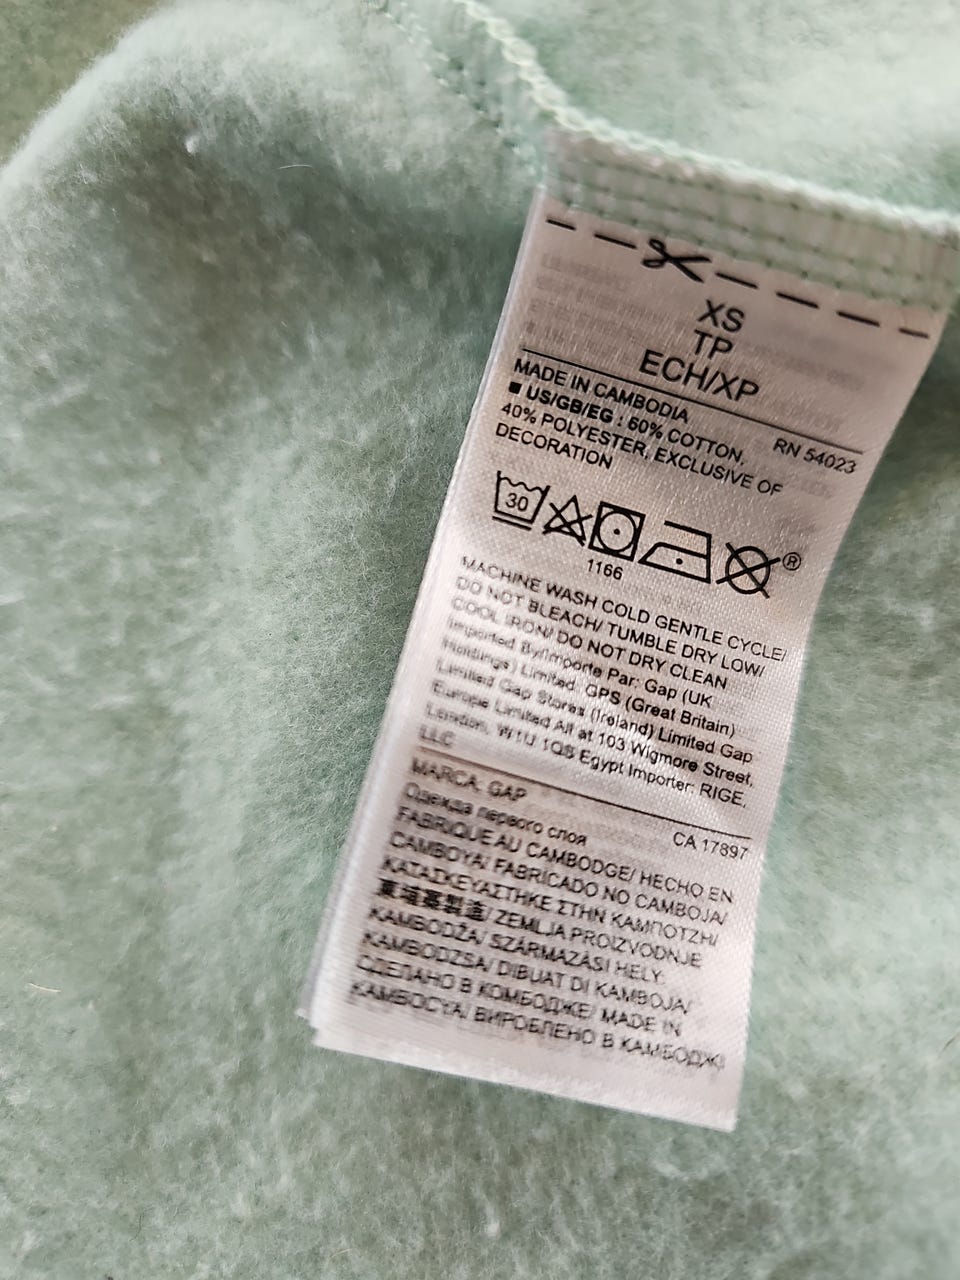 XS
TP
ECH/XP
MADE IN CAMBODIA
RN 54023
■ US/GB/EG : 60% COTTON,
40% POLYESTER, EXCLUSIVE OF
DECORATION
30
®
1166
MACHINE WASH COLD GENTLE CYCLE/
DO NOT BLEACH/ TUMBLE DRY LOW/
COOL IRON/ DO NOT DRY CLEAN
Imported By/Importe Par: Gap (UK
Holdings) Limited. GPS (Great Britain)
Limited Gap Stores (Ireland) Limited Gap
Europe Limited All at 103 Wigmore Street,
London, W1U 1QS Egypt Importer: RIGE,
LLC
MARCA: GAP
CA 17897
Одежда первого слоя
FABRIQUE AU CAMBODGE/ HECHO EN
CAMBOYA/ FABRICADO NO CAMBOJA/
ΚΑΤΑΣΚΕΥΑΣΤΗΚΕ ΣΤΗΝ ΚΑΜΠΟΤΖΗ/
柬埔寨製造/ ZEMLJA PROIZVODNJE
KAMBODŽA/ SZÁRMAZÁSI HELY:
KAMBODZSA/ DIBUAT DI KAMBOJA/
СДЕЛАНО В КОМБОДЖЕ/ MADE IN
KAMBOCYA/ ВИРОБЛЕНО В КАМБОДЖІ